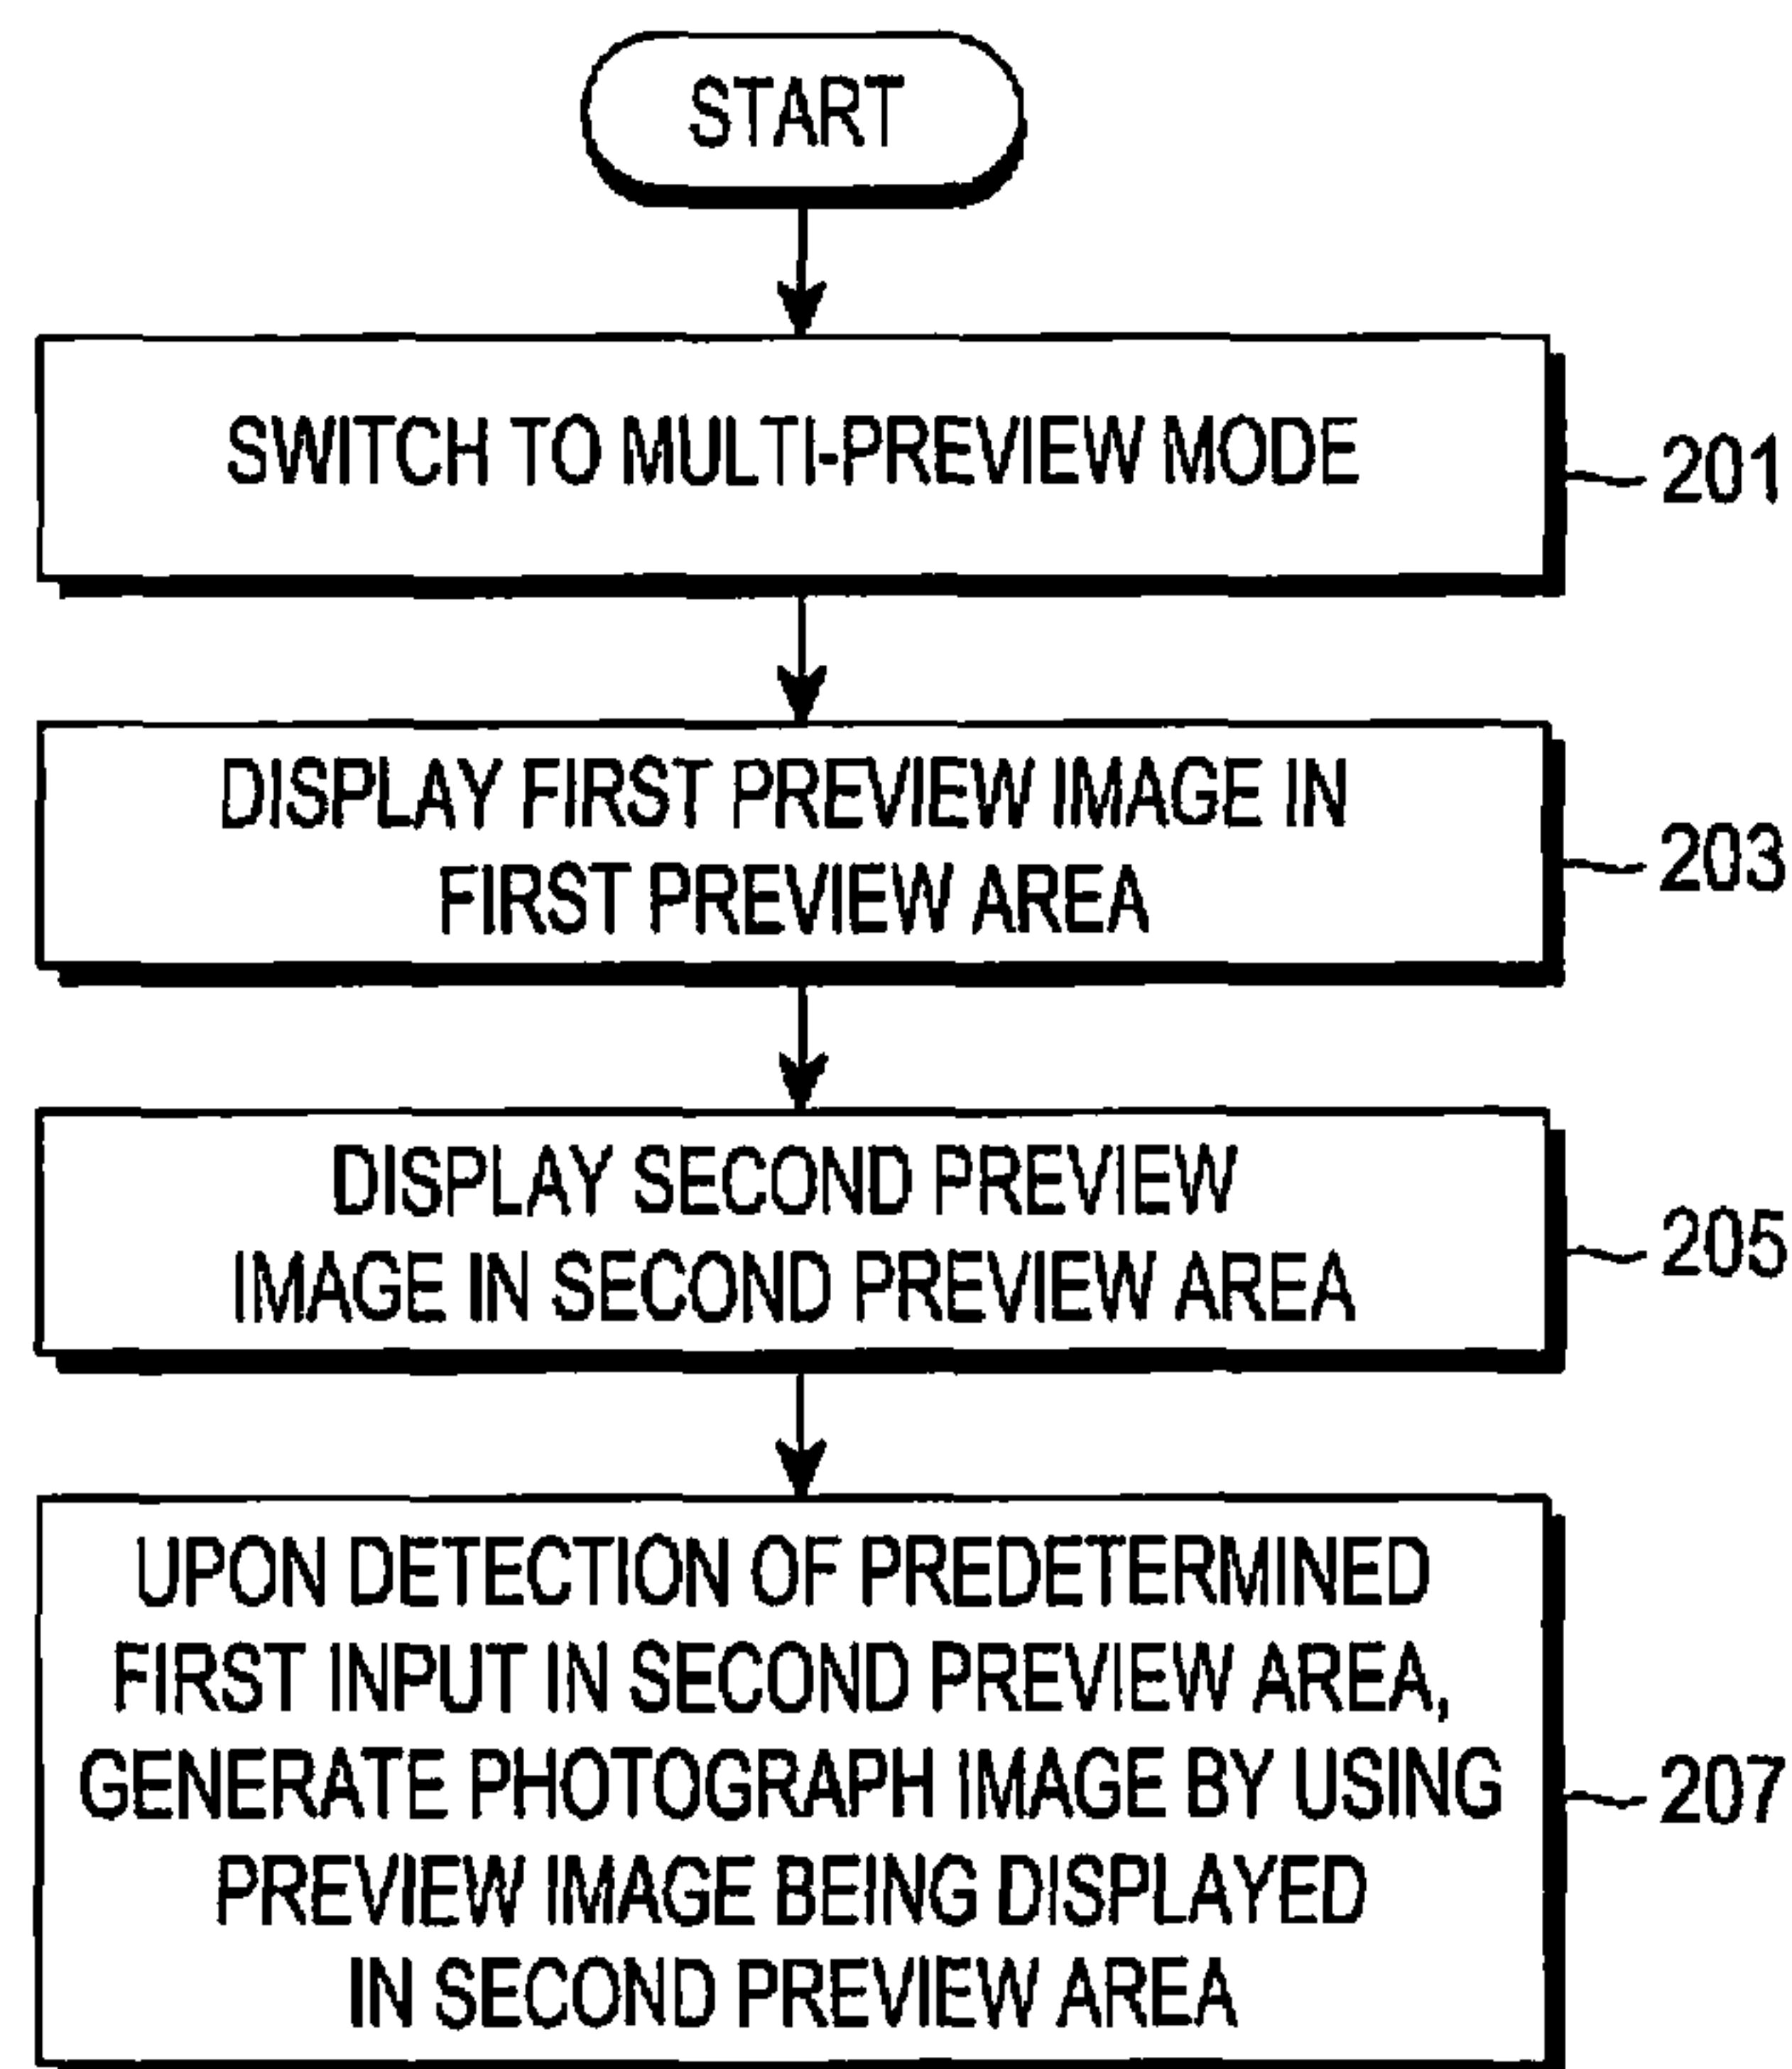 START
SWITCH TO MULTI-PREVIEW MODE
201
DISPLAY FIRST PREVIEW IMAGE IN
FIRST PREVIEW AREA
203
DISPLAY SECOND PREVIEW
IMAGE IN SECOND PREVIEW AREA
205
UPON DETECTION OF PREDETERMINED
FIRST INPUT IN SECOND PREVIEW AREA,
GENERATE PHOTOGRAPH IMAGE BY USING
PREVIEW IMAGE BEING DISPLAYED
IN SECOND PREVIEW AREA
207